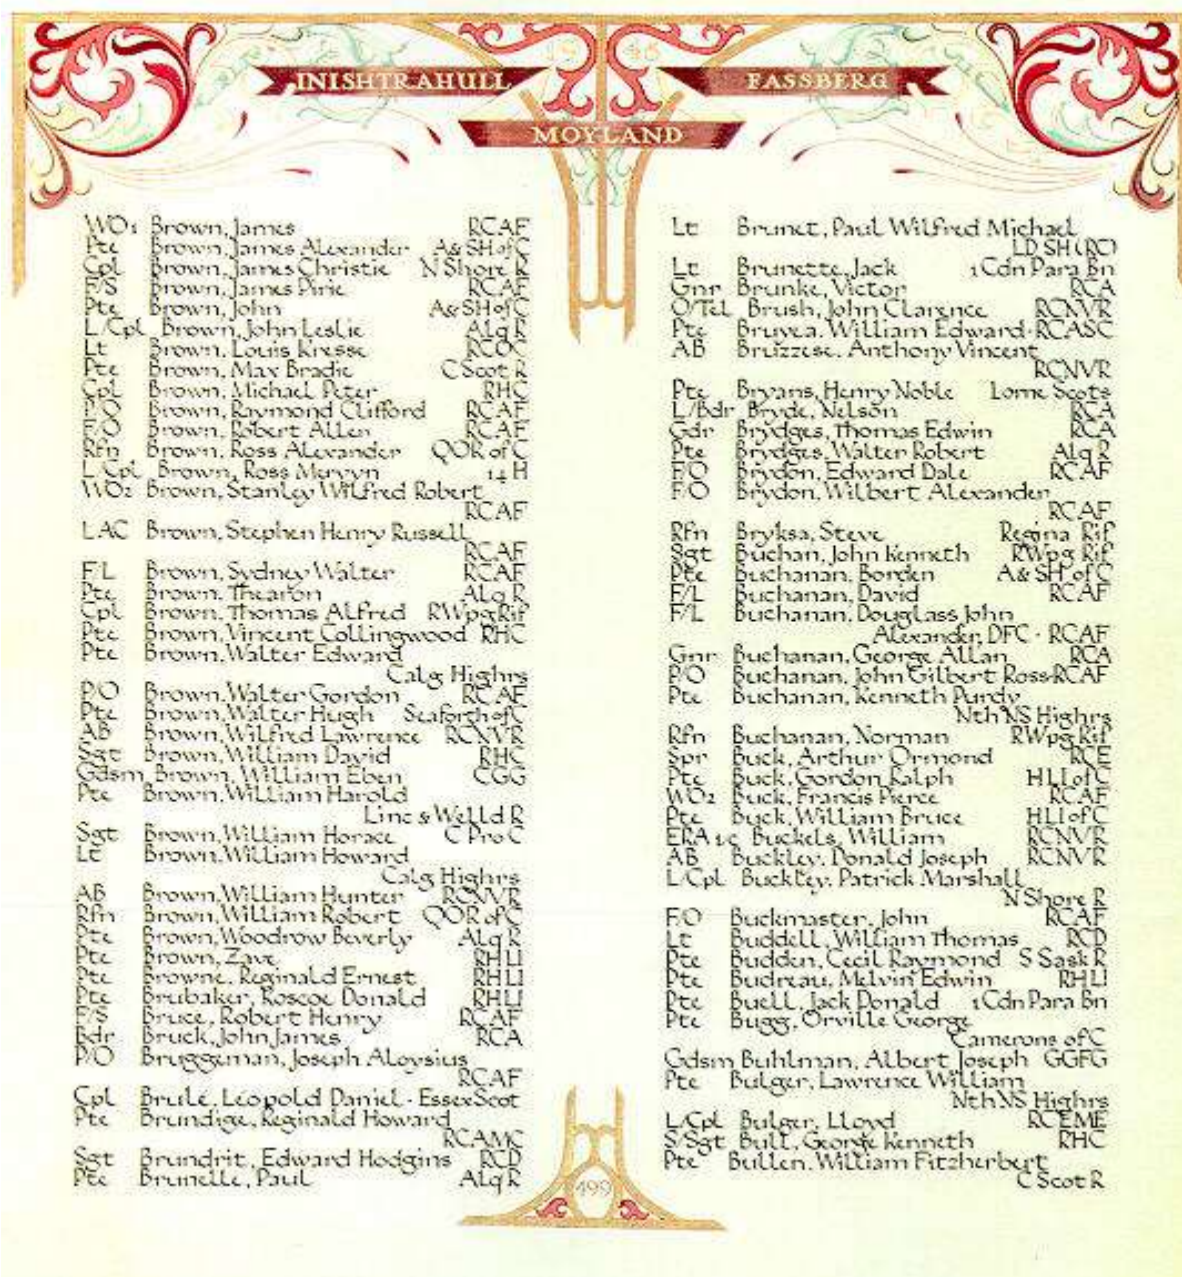 19 45
INISHTRAHULL
FASSBERG
MOYLAND
WO1 Brown, James RCAF
Pte Brown, James Alexander A&SHofC
Cpl Brown, James Christie N Shore R
F/S Brown, James Pirie RCAF
Pte Brown, John A&SHofC
L/Cpl Brown, John Leslie Alq R
Lt Brown, Louis Kresse RCOC
Pte Brown, Max Bradie C Scot R
Cpl Brown, Michael Peter RHC
P/O Brown, Raymond Clifford RCAF
F/O Brown, Robert Allen RCAF
Rfn Brown, Ross Alexander QOR of C
L/Cpl Brown, Ross Mervyn 14 H
WO2 Brown, Stanley Wilfred Robert
RCAF
LAC Brown, Stephen Henry Russell
RCAF
F/L Brown, Sydney Walter RCAF
Pte Brown, Thearon Alq R
Cpl Brown, Thomas Alfred RWpgRif
Pte Brown, Vincent Collingwood RHC
Pte Brown, Walter Edward
Calg Highrs
P/O Brown, Walter Gordon RCAF
Pte Brown, Walter Hugh SeaforthofC
AB Brown, Wilfred Lawrence RCNVR
Sgt Brown, William David RHC
Gdsm Brown, William Eben CGG
Pte Brown, William Harold
Linc & Welld R
Sgt Brown, William Horace C Pro C
Lt Brown, William Howard
Calg Highrs
AB Brown, William Hunter RCNVR
Rfn Brown, William Robert QOR ofC
Pte Brown, Woodrow Beverly Alq R
Pte Brown, Zave RHLI
Pte Browne, Reginald Ernest RHLI
Pte Brubaker, Roscoe Donald RHLI
F/S Bruce, Robert Henry RCAF
Bdr Bruck, John James RCA
P/O Bruggeman, Joseph Aloysius
RCAF
Cpl Brulé, Leopold Daniel · EssexScot
Pte Brundige, Reginald Howard
RCAMC
Sgt Brundrit, Edward Hodgins RCD
Pte Brunelle, Paul Alq R
Lt Brunet, Paul Wilfred Michael
LD SH (RC)
Lt Brunette, Jack 1 Cdn Para Bn
Gnr Brunke, Victor RCA
O/Tel Brush, John Clarence RCNVR
Pte Bruyea, William Edward · RCASC
AB Bruzzese, Anthony Vincent
RCNVR
Pte Bryans, Henry Noble Lorne Scots
L/Bdr Bryde, Nelson RCA
Gdr Brydges, Thomas Edwin RCA
Pte Brydges, Walter Robert Alq R
F/O Brydon, Edward Dale RCAF
F/O Brydon, Wilbert Alexander
RCAF
Rfn Bryksa, Steve Regina Rif
Sgt Buchan, John Kenneth RWpg Rif
Pte Buchanan, Borden A& SH of C
F/L Buchanan, David RCAF
F/L Buchanan, Douglass John
Alexander, DFC · RCAF
Gnr Buchanan, George Allan RCA
P/O Buchanan, John Gilbert Ross·RCAF
Pte Buchanan, Kenneth Purdy
Nth NS Highrs
Rfn Buchanan, Norman RWpg Rif
Spr Buck, Arthur Ormond RCE
Pte Buck, Gordon Ralph HLI of C
WO2 Buck, Francis Pierce RCAF
Pte Buck, William Bruce HLI of C
ERA 4c Buckels, William RCNVR
AB Buckley, Donald Joseph RCNVR
L/Cpl Buckley, Patrick Marshall
N Shore R
F/O Buckmaster, John RCAF
Lt Buddell, William Thomas RCD
Pte Budden, Cecil Raymond S Sask R
Pte Budreau, Melvin Edwin RHLI
Pte Buell, Jack Donald 1 Cdn Para Bn
Pte Bugg, Orville George
Camerons of C
Gdsm Buhlman, Albert Joseph GGFG
Pte Bulger, Lawrence William
Nth NS Highrs
L/Cpl Bulger, Lloyd RCEME
S/Sgt Bull, George Kenneth RHC
Pte Bullen, William Fitzherbert
C Scot R
499